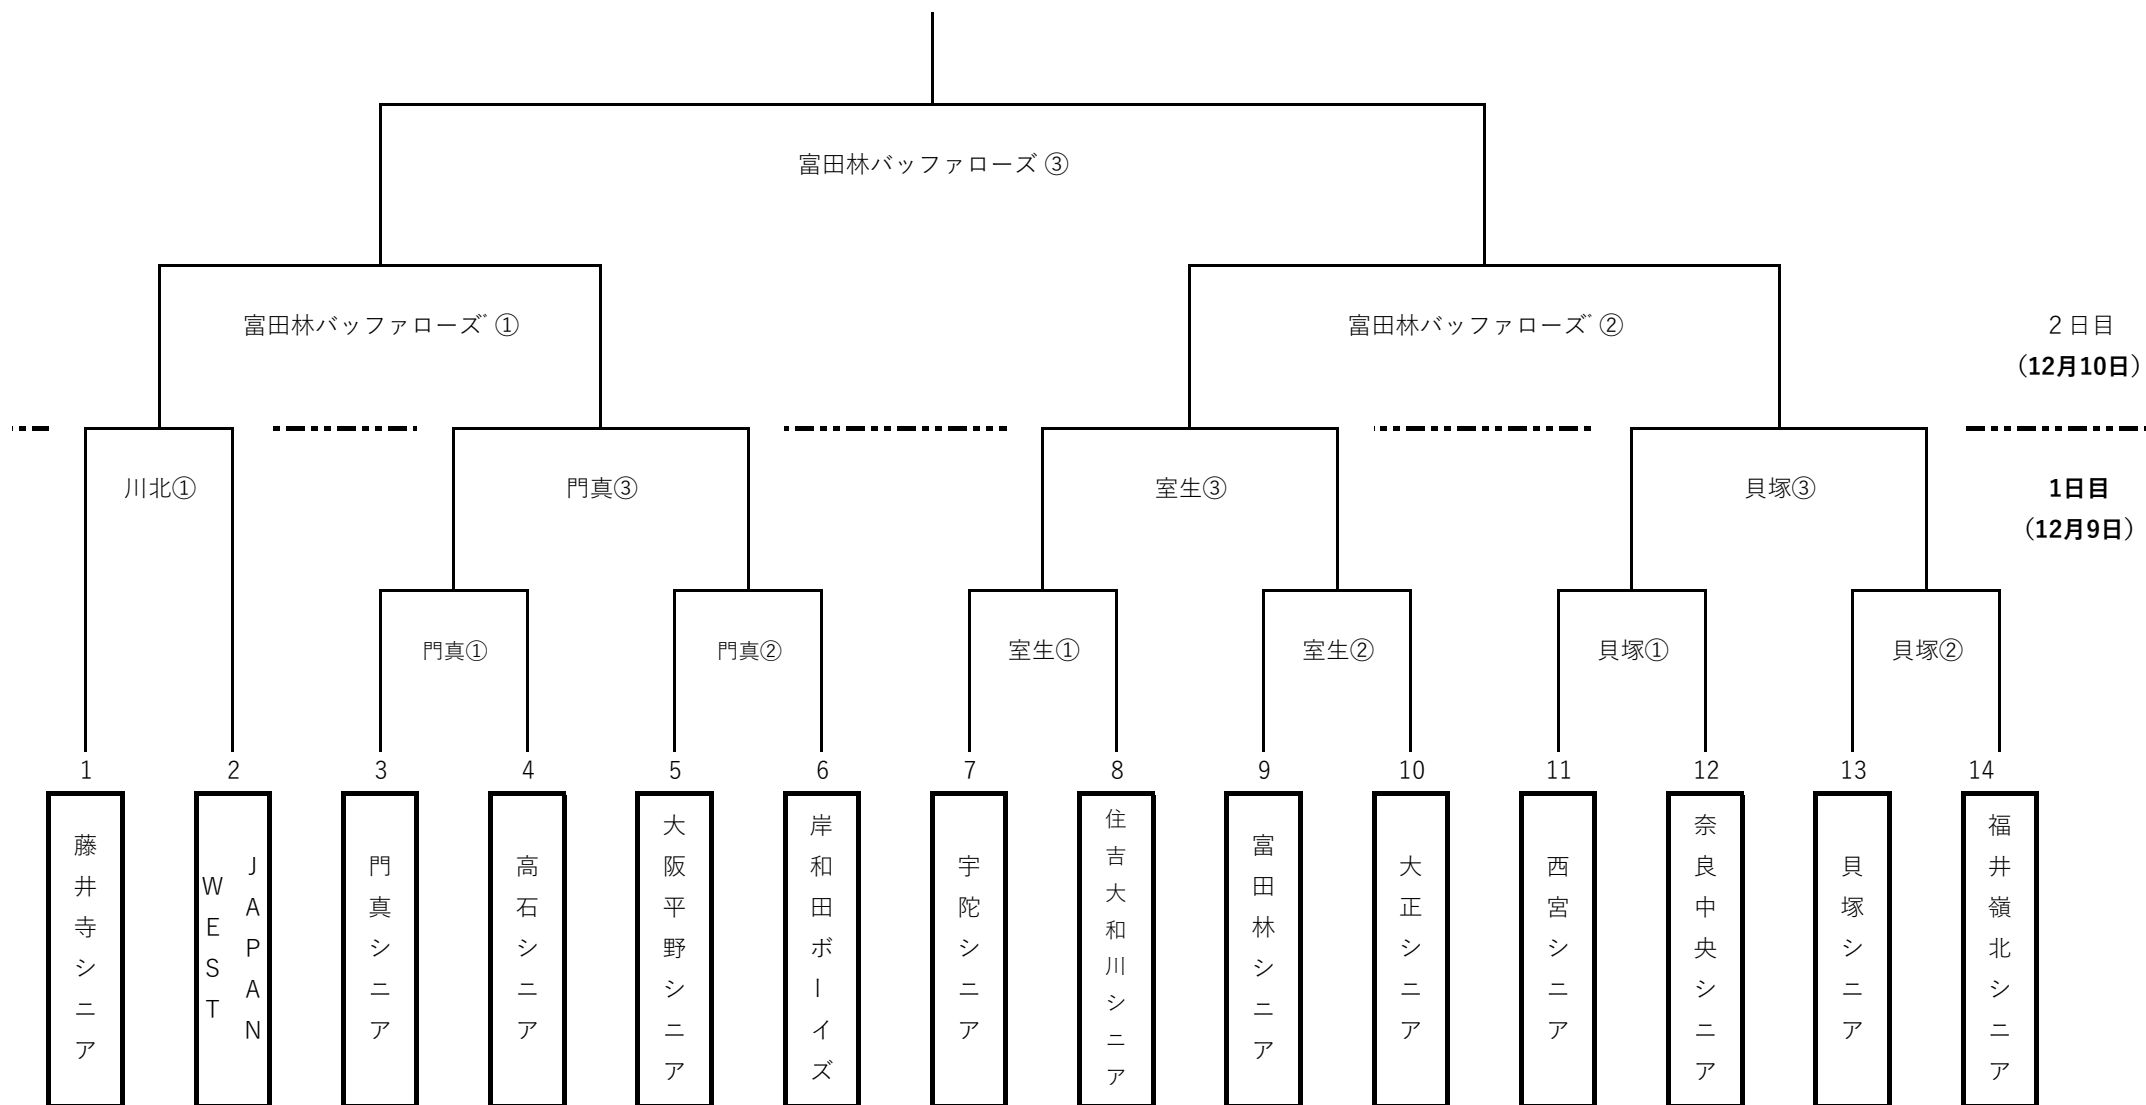 富田林バッファローズ ③
富田林バッファローズ ①
富田林バッファローズ ②
２日目
（12月10日）
川北①
門真③
室生③
貝塚③
1日目
（12月9日）
門真①
門真②
室生①
室生②
貝塚①
貝塚②
1
2
3
4
5
6
7
8
9
10
11
12
13
14
藤井寺シニア
JAPAN
WEST
門真シニア
高石シニア
大阪平野シニア
岸和田ボーイズ
宇陀シニア
住吉大和川シニア
富田林シニア
大正シニア
西宮シニア
奈良中央シニア
貝塚シニア
福井嶺北シニア